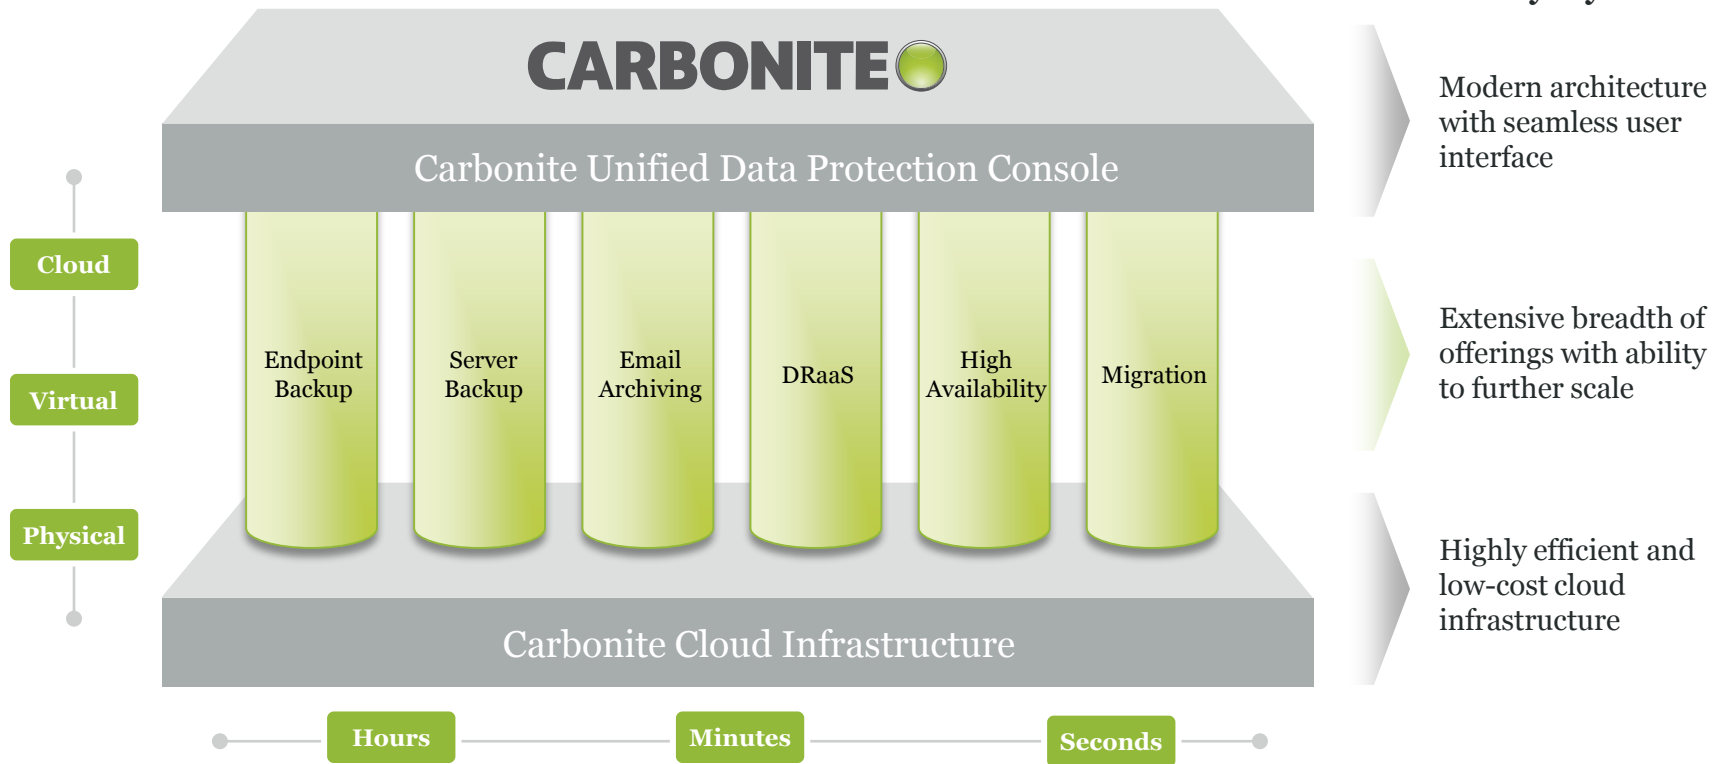 CARBONITE
Carbonite Unified Data Protection Console
Cloud
Virtual
Physical
Endpoint
Backup
Server
Backup
Email
Archiving
DRaaS
High
Availability
Migration
Carbonite Cloud Infrastructure
Hours
Minutes
Seconds
Modern architecture
with seamless user
interface
Extensive breadth of
offerings with ability
to further scale
Highly efficient and
low-cost cloud
infrastructure